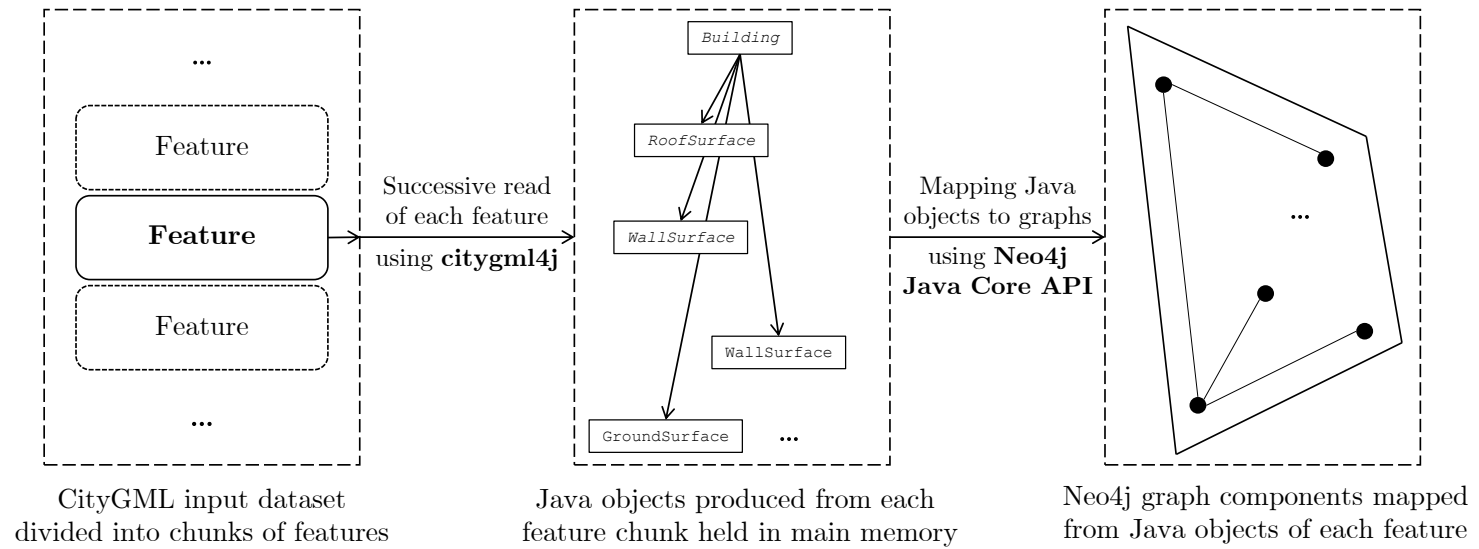 ...
Feature
Feature
Feature
...
CityGML input dataset
divided into chunks of features
Successive read
of each feature
using citygml4j
Building
RoofSurface
WallSurface
WallSurface
GroundSurface
...
Java objects produced from each
feature chunk held in main memory
Mapping Java
objects to graphs
using Neo4j
Java Core API
...
Neo4j graph components mapped
from Java objects of each feature